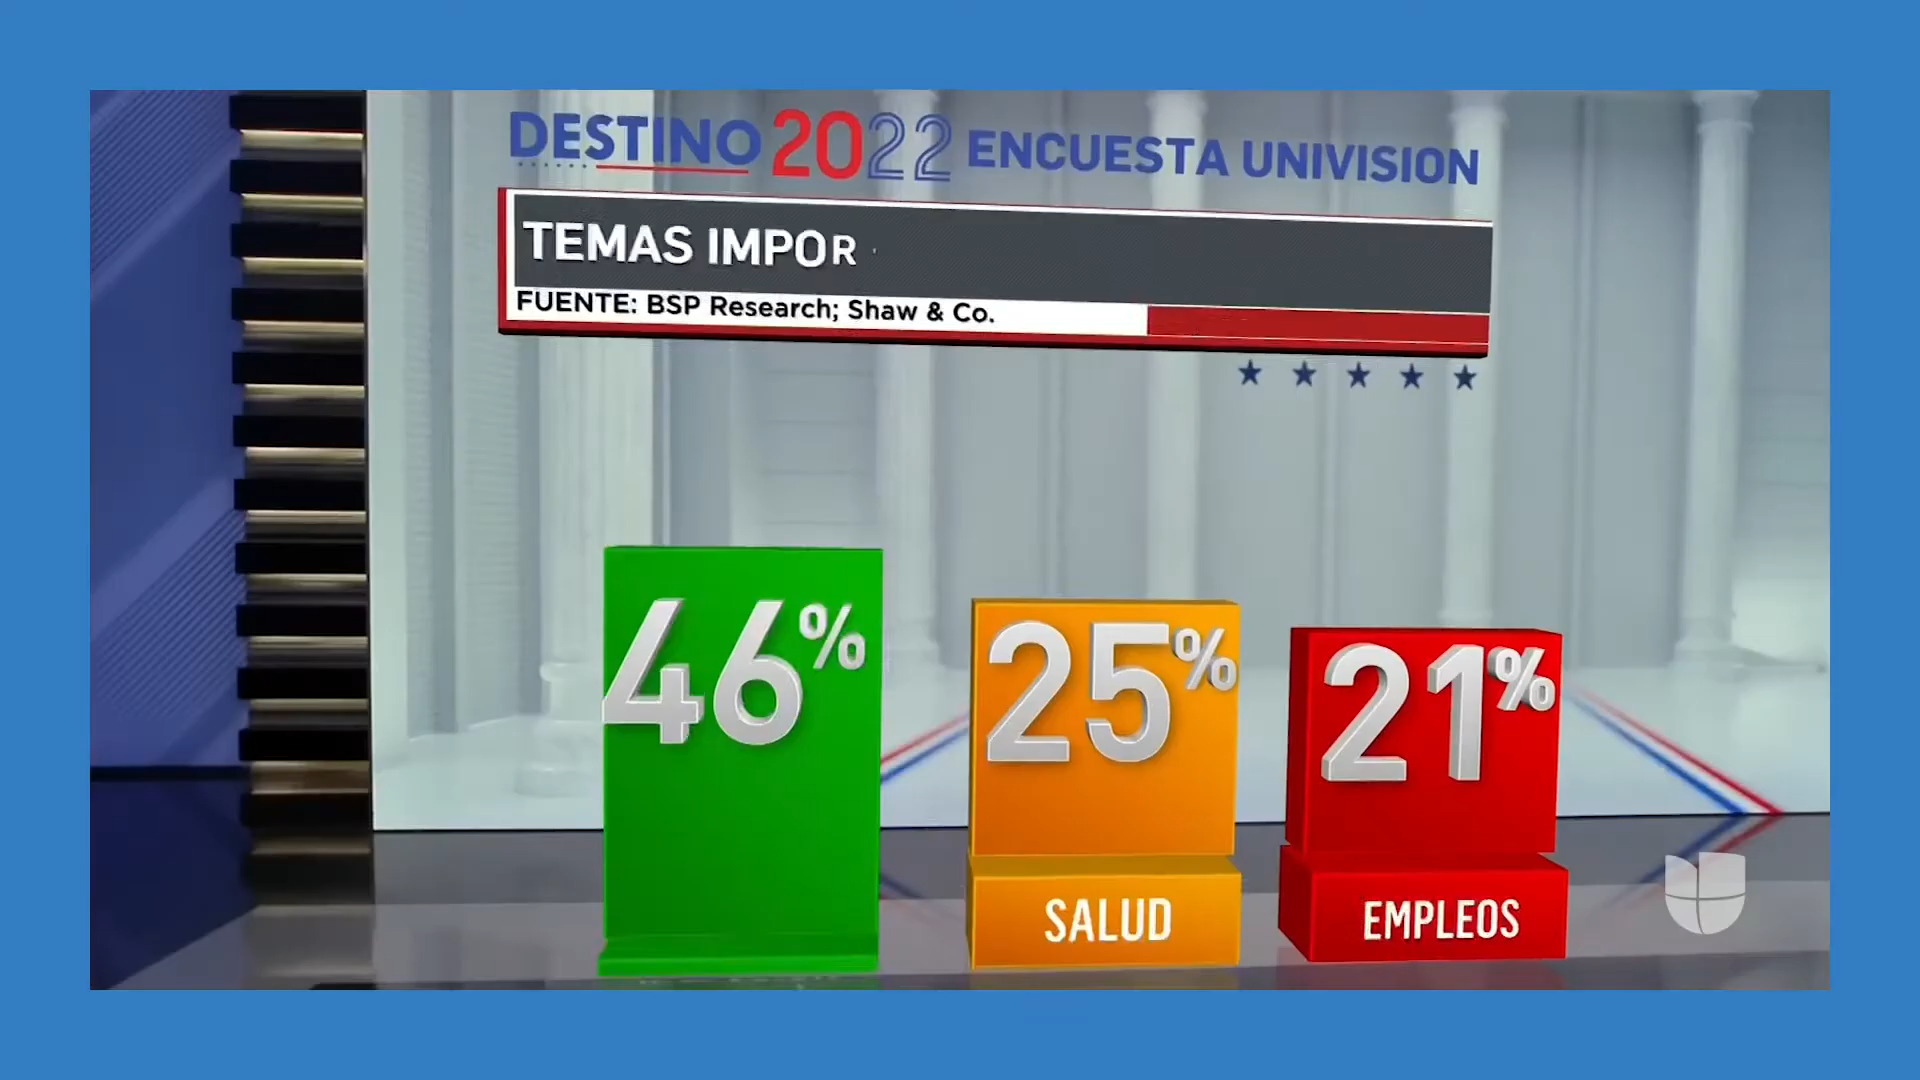 DESTINO 2022 ENCUESTA UNIVISION
TEMAS IMPOR
FUENTE: BSP Research; Shaw & Co.
46%
25%
21%
SALUD
EMPLEOS